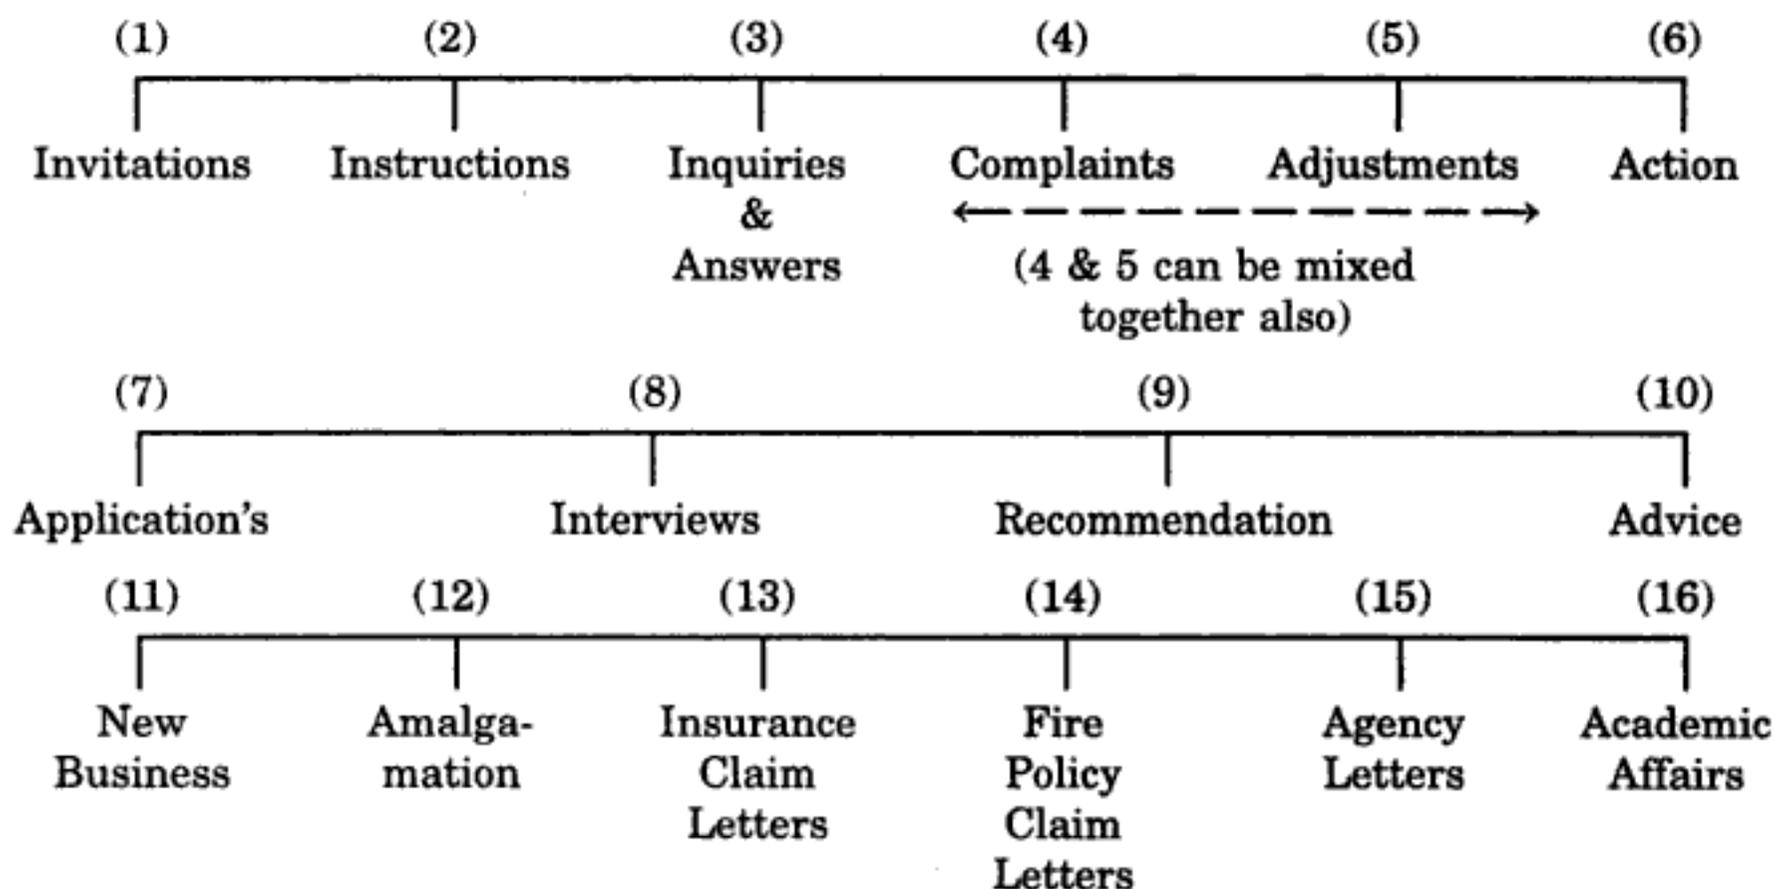 (1) (2) (3) (4) (5) (6)
Invitations Instructions Inquiries Complaints Adjustments Action
&
Answers (4 & 5 can be mixed
together also)
(7) (8) (9) (10)
Application's Interviews Recommendation Advice
(11) (12) (13) (14) (15) (16)
New Amalga- Insurance Fire Agency Academic
Business mation Claim Policy Letters Affairs
Letters Claim
Letters